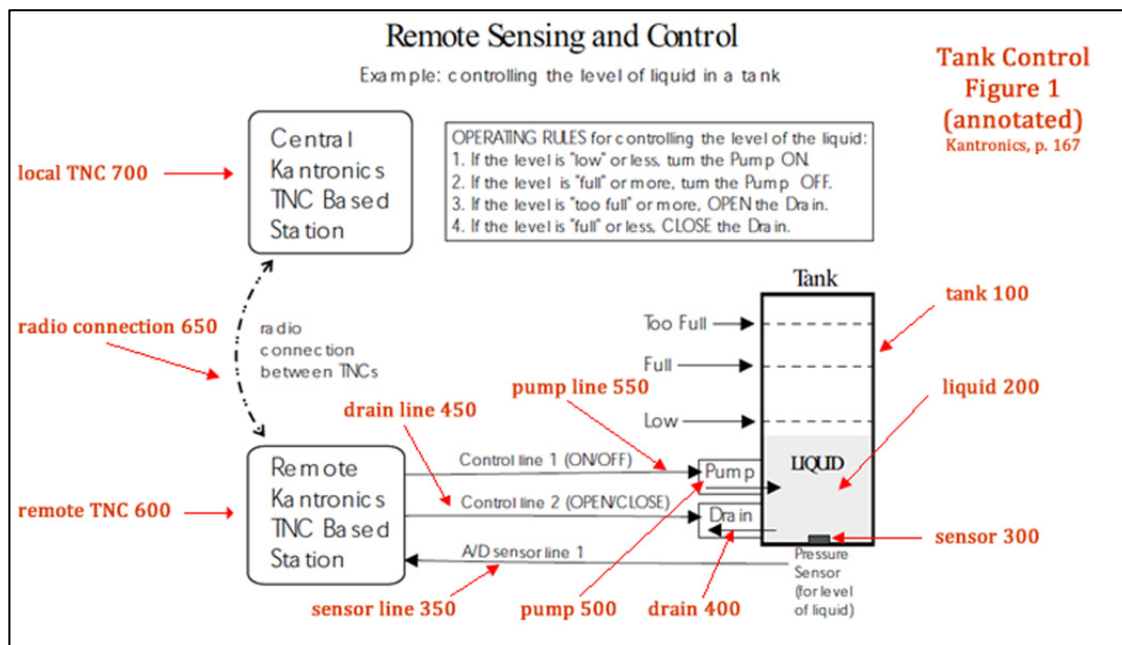 Remote Sensing and Control
Example: controlling the level of liquid in a tank
Tank Control
Figure 1
(annotated)
Kantronics, p. 167
local TNC 700
Central
Kantronics
TNC Based
Station
OPERATING RULES for controlling the level of the liquid:
1. If the level is "low" or less, turn the Pump ON.
2. If the level is "full" or more, turn the Pump OFF.
3. If the level is "too full" or more, OPEN the Drain.
4. If the level is "full" or less, CLOSE the Drain.
radio connection 650
radio
connection
between TNCs
Tank
tank 100
Too Full
Full
Low
liquid 200
LIQUID
pump line 550
drain line 450
remote TNC 600
Remote
Kantronics
TNC Based
Station
Control line 1 (ON/OFF)
Control line 2 (OPEN/CLOSE)
A/D sensor line 1
Pump
Drain
sensor 300
Pressure
Sensor
(for level
of liquid)
sensor line 350
pump 500
drain 400